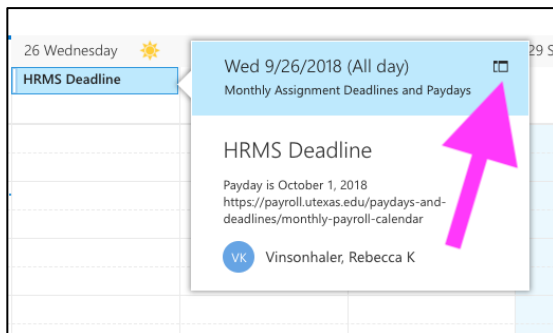 26 Wednesday
29 S
HRMS Deadline
Wed 9/26/2018 (All day)
Monthly Assignment Deadlines and Paydays
HRMS Deadline
Payday is October 1, 2018
https://payroll.utexas.edu/paydays-and-
deadlines/monthly-payroll-calendar
VK
Vinsonhaler, Rebecca K